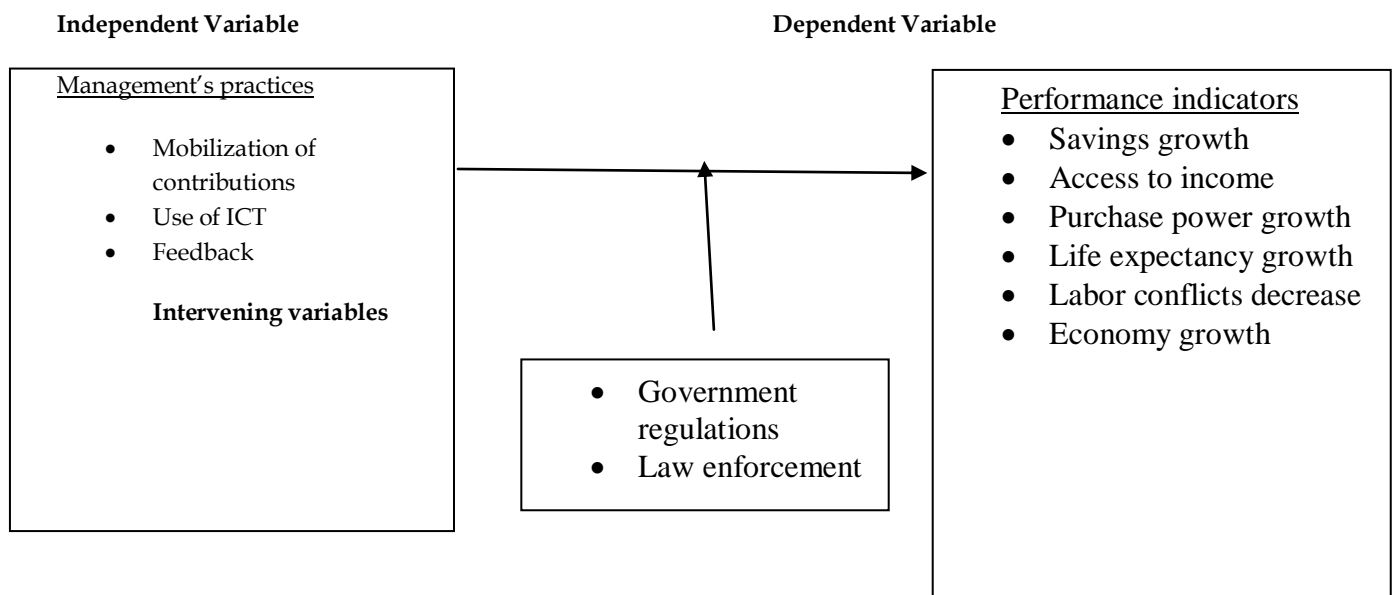 Independent Variable
Dependent Variable
Management’s practices
• Mobilization of
contributions
• Use of ICT
• Feedback
Intervening variables
• Government
regulations
• Law enforcement
Performance indicators
• Savings growth
• Access to income
• Purchase power growth
• Life expectancy growth
• Labor conflicts decrease
• Economy growth